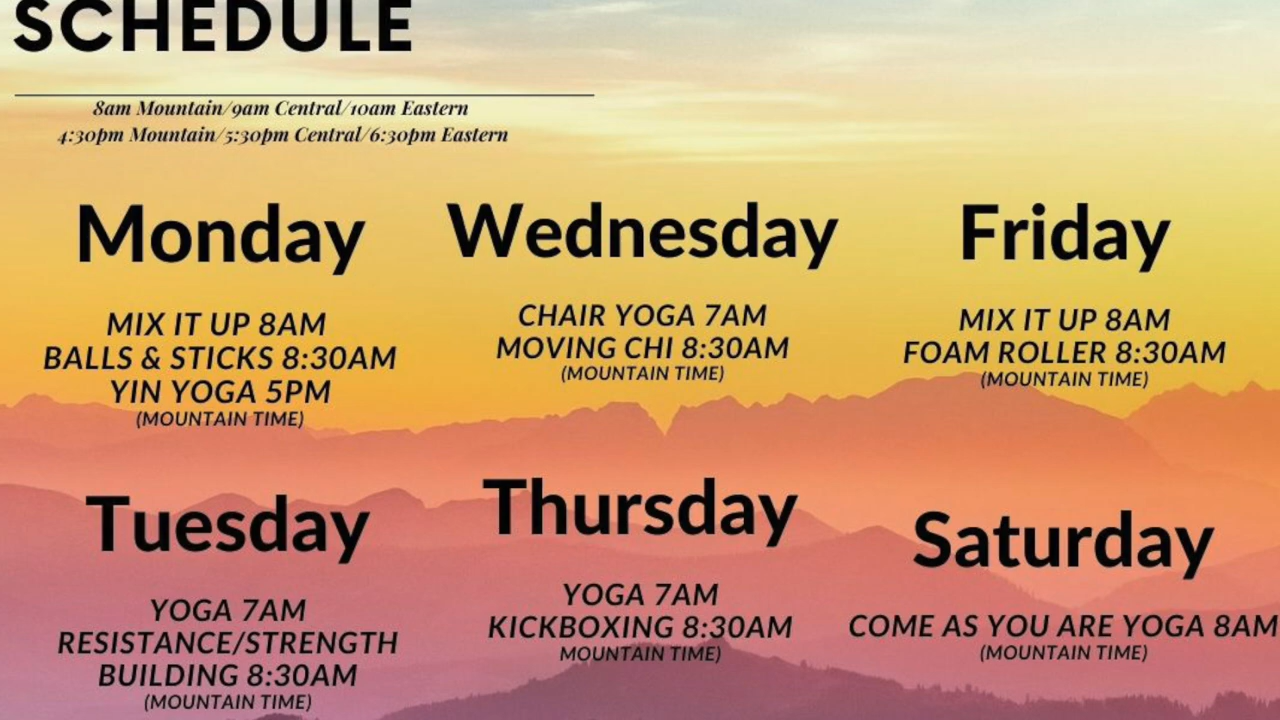 SCHEDULE
8am Mountain/9am Central/10am Eastern
4:30pm Mountain/5:30pm Central/6:30pm Eastern
Monday
MIX IT UP 8AM
BALLS & STICKS 8:30AM
YIN YOGA 5PM
(MOUNTAIN TIME)
Wednesday
CHAIR YOGA 7AM
MOVING CHI 8:30AM
(MOUNTAIN TIME)
Friday
MIX IT UP 8AM
FOAM ROLLER 8:30AM
(MOUNTAIN TIME)
Tuesday
YOGA 7AM
RESISTANCE/STRENGTH
BUILDING 8:30AM
(MOUNTAIN TIME)
Thursday
YOGA 7AM
KICKBOXING 8:30AM
MOUNTAIN TIME)
Saturday
COME AS YOU ARE YOGA 8AM
(MOUNTAIN TIME)